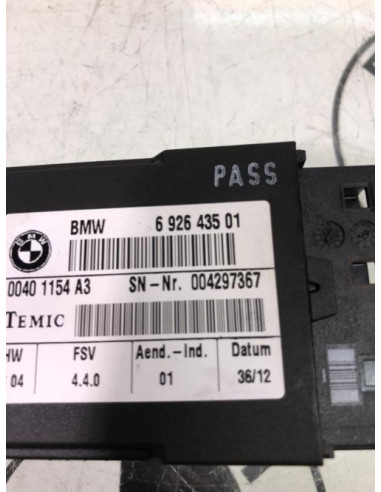 PASS
BMW
BMW 6 926 435 01
0040 1154 A3 SN-Nr. 004297367
TEMIC
HW FSV Aend.-Ind. Datum
04 4.4.0 01 36/12